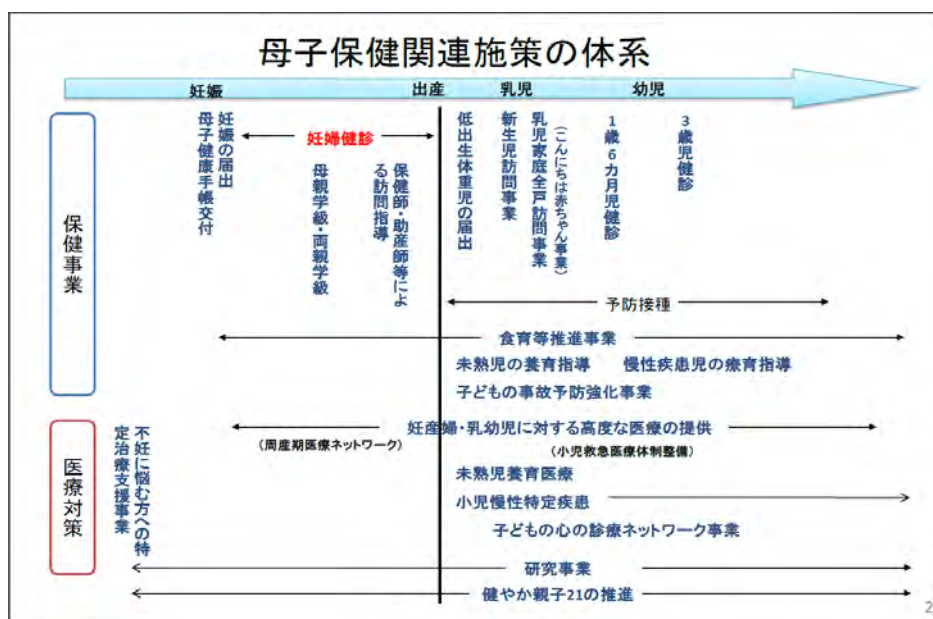 母子保健関連施策の体系
妊娠
出産
乳児
幼児
保健事業
妊娠の届出
母子健康手帳交付
妊婦健診
母親学級・両親学級
保健師・助産師等によ
る訪問指導
低出生体重児の届出
新生児訪問事業
乳児家庭全戸訪問事業
(こんにちは赤ちゃん事業)
1歳6カ月児健診
3歳児健診
予防接種
食育等推進事業
未熟児の養育指導
慢性疾患児の療育指導
子どもの事故予防強化事業
医療対策
不妊に悩む方への特
定治療支援事業
妊産婦・乳幼児に対する高度な医療の提供
(周産期医療ネットワーク)
(小児救急医療体制整備)
未熟児養育医療
小児慢性特定疾患
子どもの心の診療ネットワーク事業
研究事業
健やか親子21の推進
2